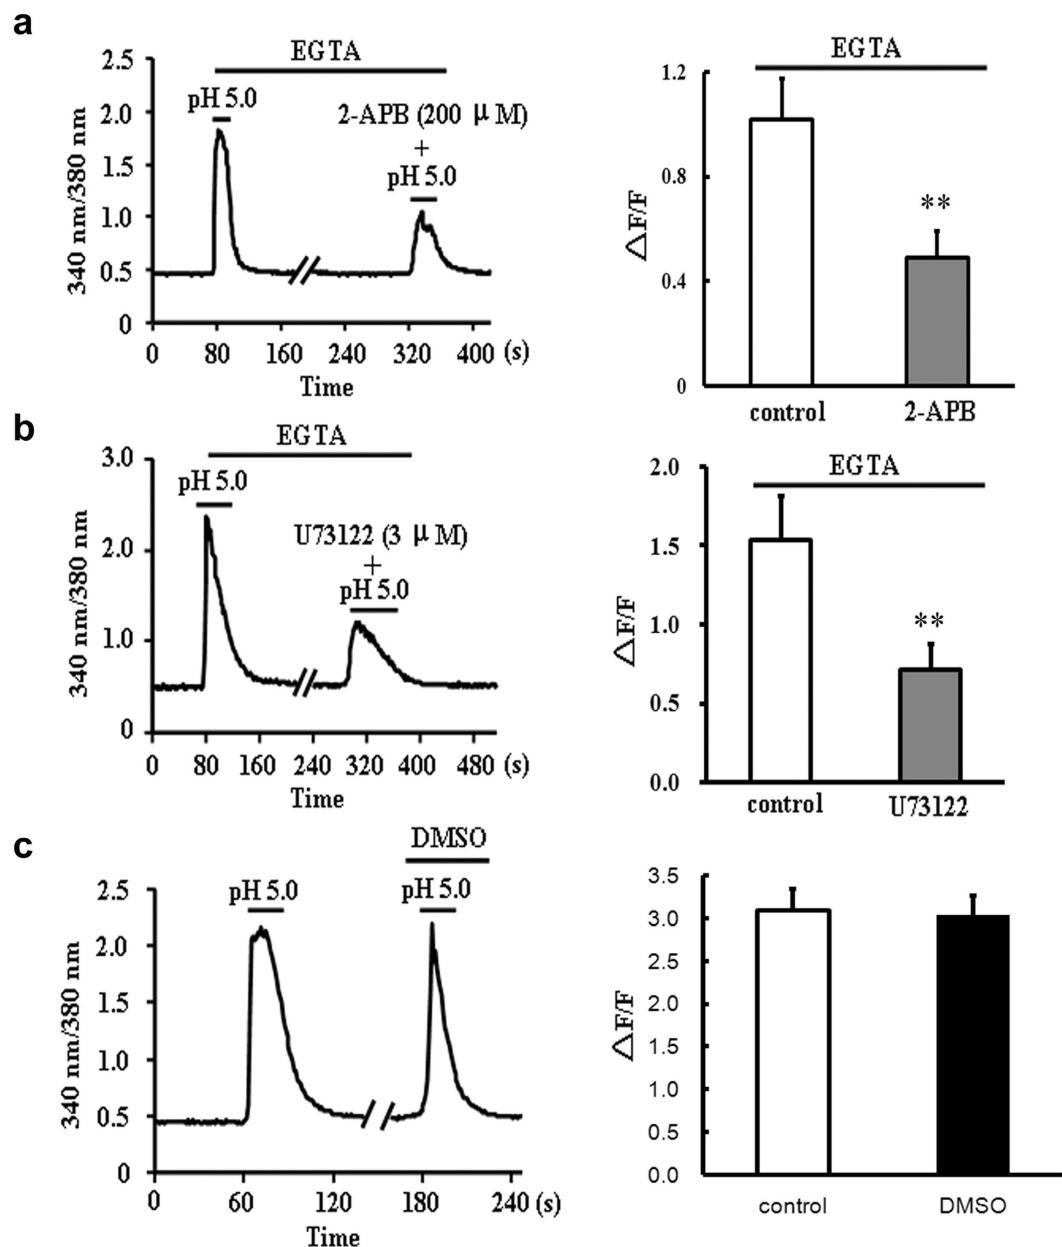 a
EGTA
pH 5.0
2-APB (200 μM)
+
pH 5.0
340 nm/380 nm
2.5
2.0
1.5
1.0
0.5
0
0 80 160 240 320 400 (s)
Time
EGTA
△F/F
1.2
0.8
0.4
0
**
control 2-APB
b
EGTA
pH 5.0
U73122 (3 μM)
+
pH 5.0
340 nm/380 nm
3.0
2.0
1.0
0
0 80 160 240 320 400 480 (s)
Time
EGTA
△F/F
2.0
1.5
1.0
0.5
0.0
**
control U73122
c
DMSO
pH 5.0 pH 5.0
340 nm/380 nm
2.5
2.0
1.5
1.0
0.5
0
0 60 120 180 240 (s)
Time
△F/F
3.5
3.0
2.5
2.0
1.5
1.0
0.5
0.0
control DMSO